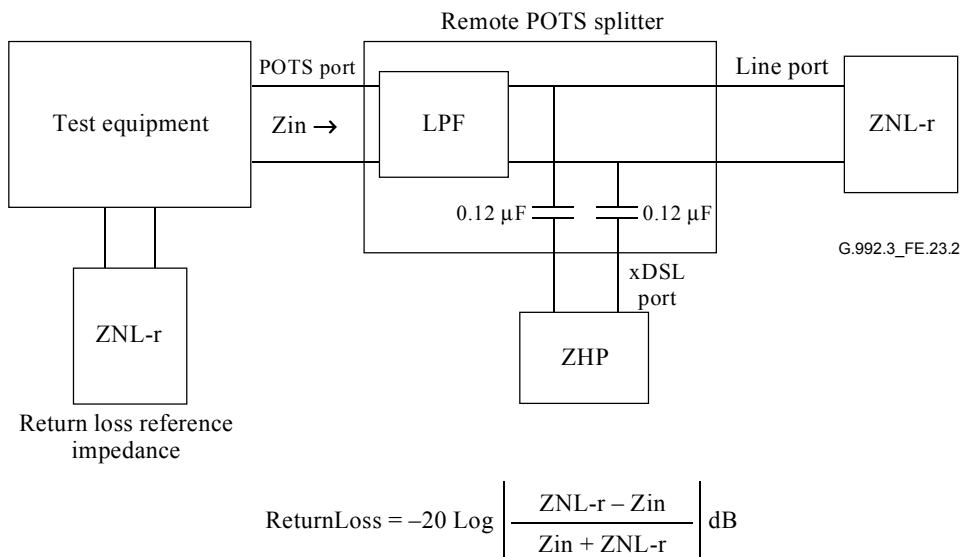 Remote POTS splitter
POTS port
Line port
Test equipment
Zin →
LPF
ZNL-r
0.12 µF
0.12 µF
G.992.3_FE.23.2
xDSL
port
ZNL-r
ZHP
Return loss reference
impedance
ReturnLoss = –20 Log | ZNL-r – Zin / Zin + ZNL-r | dB